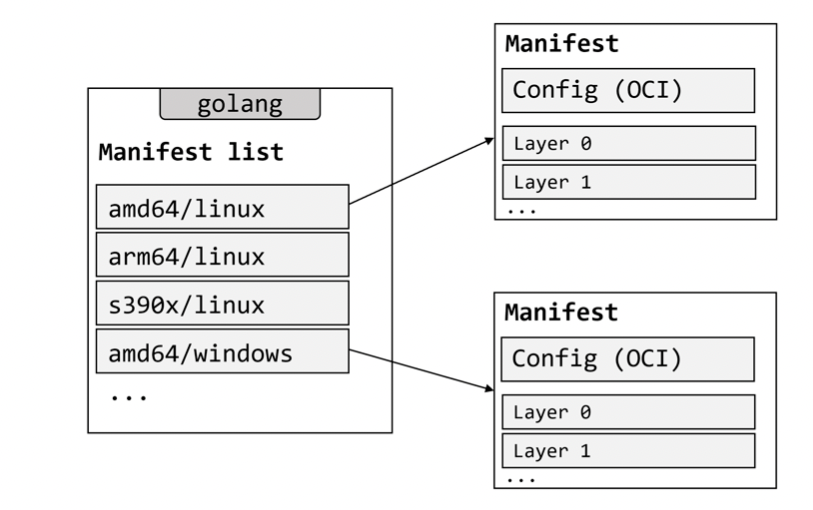 golang
Manifest list
amd64/linux
arm64/linux
s390x/linux
amd64/windows
...
Manifest
Config (OCI)
Layer 0
Layer 1
...
Manifest
Config (OCI)
Layer 0
Layer 1
...